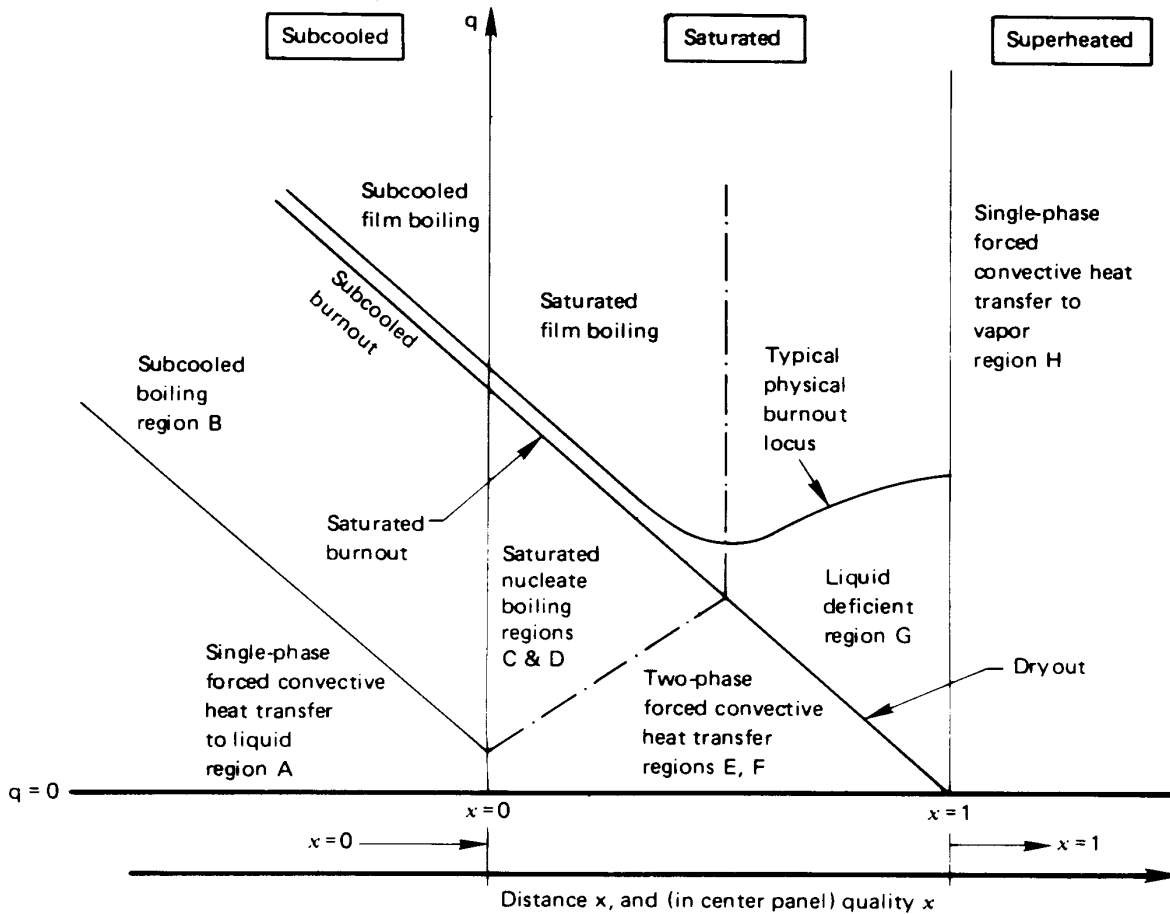 q
Subcooled
Saturated
Superheated
Subcooled
film boiling
Single-phase
forced
convective heat
transfer to
vapor
region H
Subcooled
burnout
Saturated
film boiling
Typical
physical
burnout
locus
Subcooled
boiling
region B
Saturated
burnout
Saturated
nucleate
boiling
regions
C & D
Liquid
deficient
region G
Single-phase
forced convective
heat transfer
to liquid
region A
Two-phase
forced convective
heat transfer
regions E, F
Dryout
q = 0
x = 0
x = 1
x = 0
x = 1
Distance x, and (in center panel) quality x